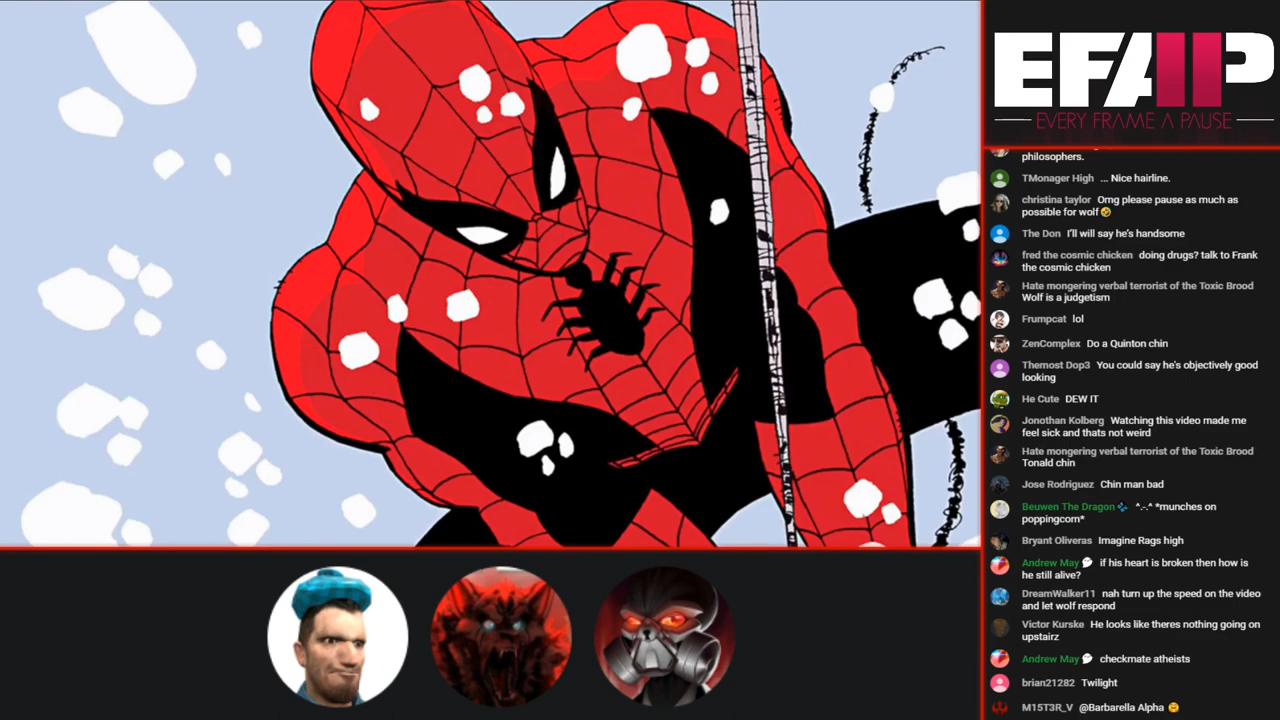 EFAP
EVERY FRAME A PAUSE
philosophers.
TMonager High ... Nice hairline.
christina taylor Omg please pause as much as
possible for wolf🤣
The Don I'll will say he's handsome
fred the cosmic chicken doing drugs? talk to Frank
the cosmic chicken
Hate mongering verbal terrorist of the Toxic Brood
Wolf is a judgetism
Frumpcat lol
ZenComplex Do a Quinton chin
Themost Dop3 You could say he's objectively good
looking
He Cute DEW IT
Jonothan Kolberg Watching this video made me
feel sick and thats not weird
Hate mongering verbal terrorist of the Toxic Brood
Tonald chin
Jose Rodriguez Chin man bad
Beuwen The Dragon ^.-.^ *munches on
poppingcorn*
Bryant Oliveras Imagine Rags high
Andrew May if his heart is broken then how is
he still alive?
DreamWalker11 nah turn up the speed on the video
and let wolf respond
Victor Kurske He looks like theres nothing going on
upstairz
Andrew May checkmate atheists
brian21282 Twilight
M15T3R_V @Barbarella Alpha